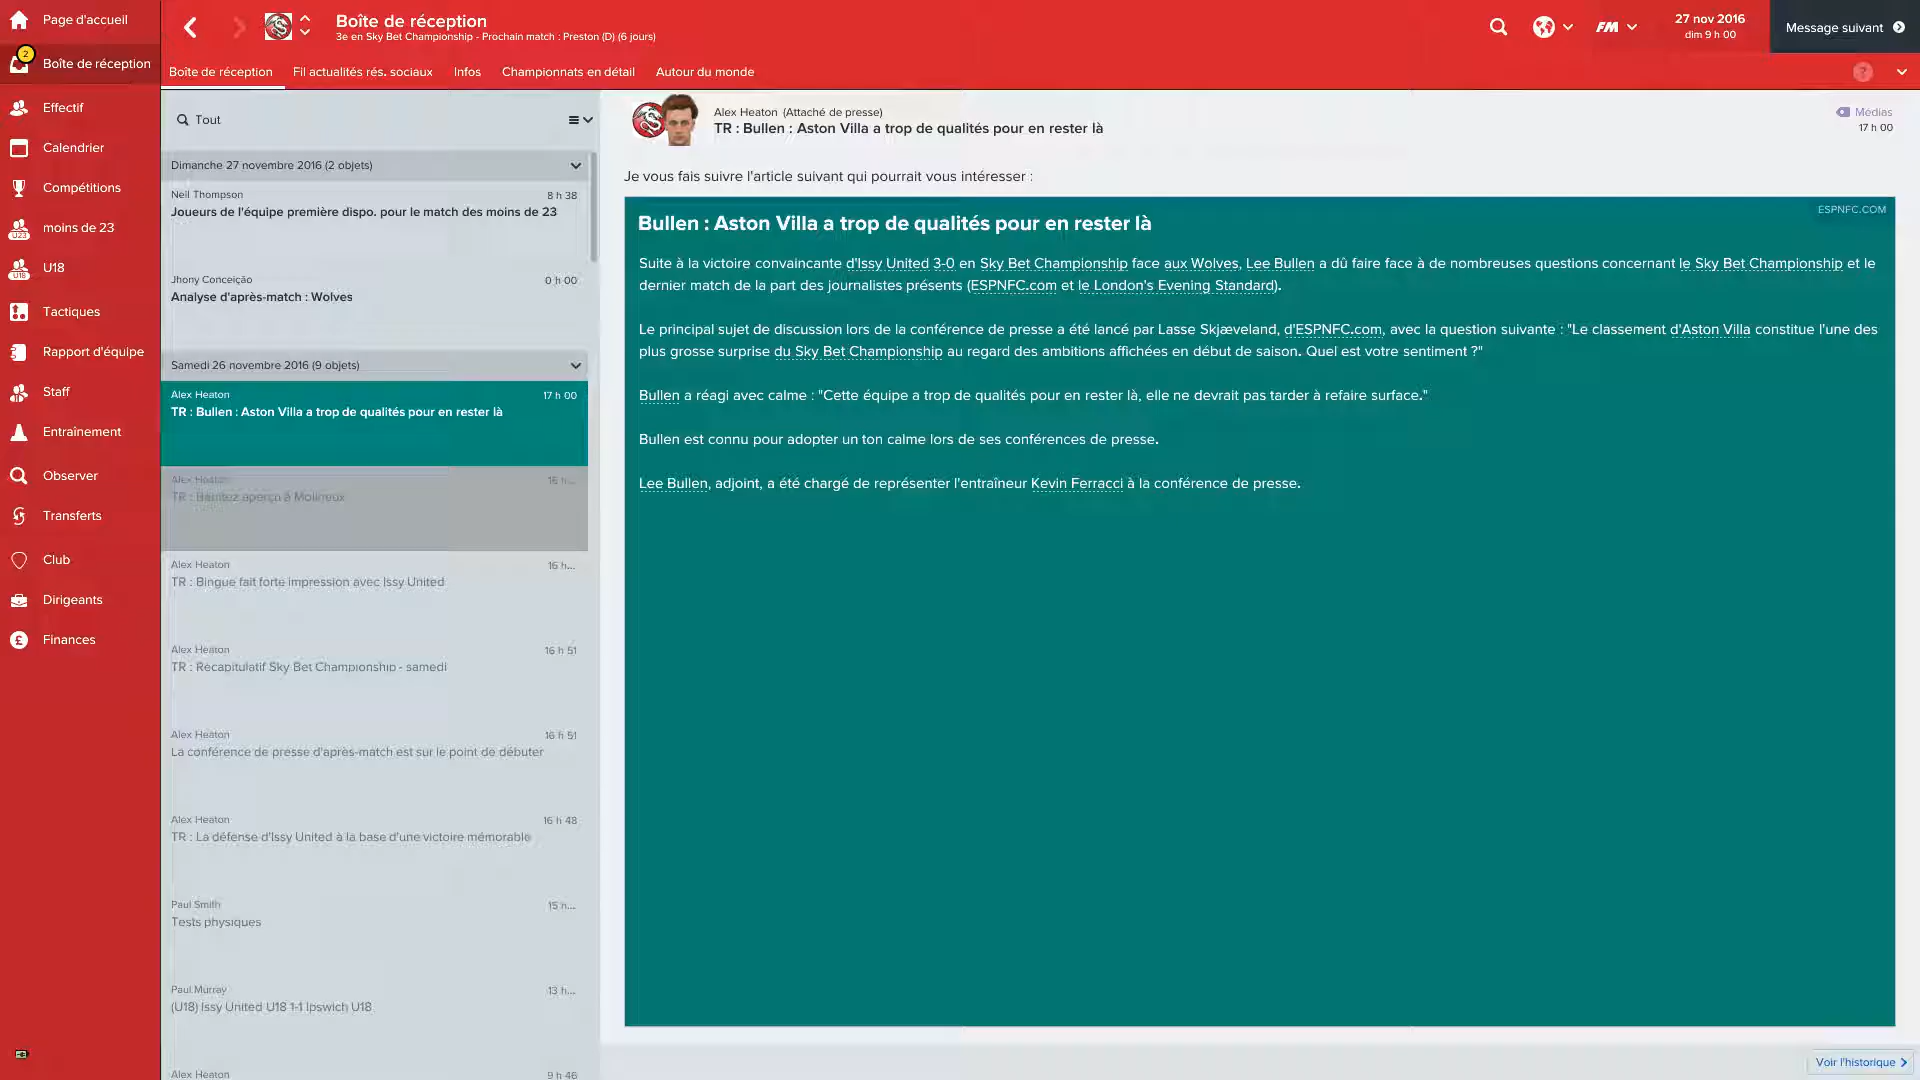 Page d'accueil
2
Boîte de réception
Effectif
Calendrier
Compétitions
moins de 23
U18
Tactiques
Rapport d'équipe
Staff
Entraînement
Observer
Transferts
Club
Dirigeants
Finances
Boîte de réception
3e en Sky Bet Championship - Prochain match : Preston (D) (6 jours)
FM
27 nov 2016
dim 9 h 00
Message suivant
Boîte de réception
Fil actualités rés. sociaux
Infos
Championnats en détail
Autour du monde
?
Tout
Dimanche 27 novembre 2016 (2 objets)
Neil Thompson
8 h 38
Joueurs de l'équipe première dispo. pour le match des moins de 23
Jhony Conceição
0 h 00
Analyse d'après-match : Wolves
Samedi 26 novembre 2016 (9 objets)
Alex Heaton
17 h 00
TR : Bullen : Aston Villa a trop de qualités pour en rester là
Alex Heaton
16 h...
TR : Benítez aperçu à Molineux
Alex Heaton
16 h...
TR : Bingue fait forte impression avec Issy United
Alex Heaton
16 h 51
TR : Récapitulatif Sky Bet Championship - samedi
Alex Heaton
16 h 51
La conférence de presse d'après-match est sur le point de débuter
Alex Heaton
16 h 48
TR : La défense d'Issy United à la base d'une victoire mémorable
Paul Smith
15 h...
Tests physiques
Paul Murray
13 h...
(U18) Issy United U18 1-1 Ipswich U18
Alex Heaton
9 h 46
Alex Heaton (Attaché de presse)
TR : Bullen : Aston Villa a trop de qualités pour en rester là
Médias
17 h 00
Je vous fais suivre l'article suivant qui pourrait vous intéresser :
ESPNFC.COM
Bullen : Aston Villa a trop de qualités pour en rester là
Suite à la victoire convaincante d'Issy United 3-0 en Sky Bet Championship face aux Wolves, Lee Bullen a dû faire face à de nombreuses questions concernant le Sky Bet Championship et le
dernier match de la part des journalistes présents (ESPNFC.com et le London's Evening Standard).
Le principal sujet de discussion lors de la conférence de presse a été lancé par Lasse Skjæveland, d'ESPNFC.com, avec la question suivante : "Le classement d'Aston Villa constitue l'une des
plus grosse surprise du Sky Bet Championship au regard des ambitions affichées en début de saison. Quel est votre sentiment ?"
Bullen a réagi avec calme : "Cette équipe a trop de qualités pour en rester là, elle ne devrait pas tarder à refaire surface."
Bullen est connu pour adopter un ton calme lors de ses conférences de presse.
Lee Bullen, adjoint, a été chargé de représenter l'entraîneur Kevin Ferracci à la conférence de presse.
Voir l'historique